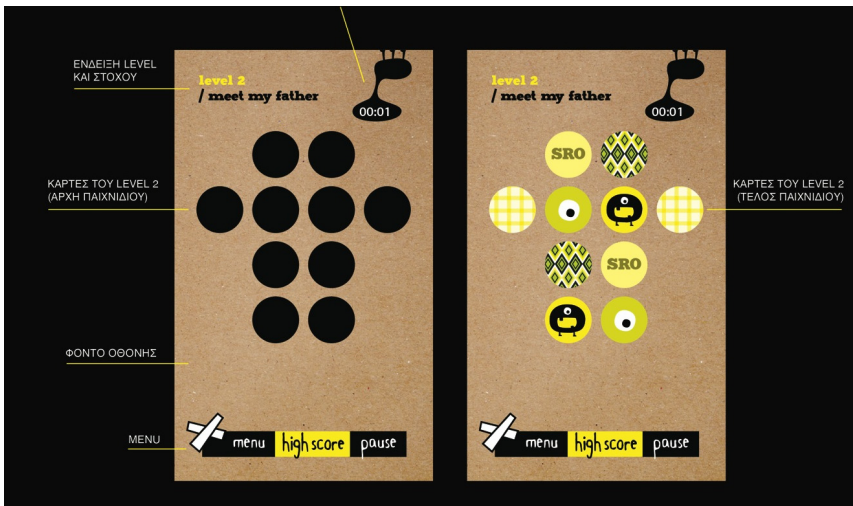 ΕΝΔΕΙΞΗ LEVEL
ΚΑΙ ΣΤΟΧΟΥ
level 2
/ meet my father
00:01
level 2
/ meet my father
00:01
SRO
ΚΑΡΤΕΣ ΤΟΥ LEVEL 2
(ΑΡΧΗ ΠΑΙΧΝΙΔΙΟΥ)
ΚΑΡΤΕΣ ΤΟΥ LEVEL 2
(ΤΕΛΟΣ ΠΑΙΧΝΙΔΙΟΥ)
SRO
ΦΟΝΤΟ ΟΘΟΝΗΣ
MENU
menu high score pause
menu high score pause